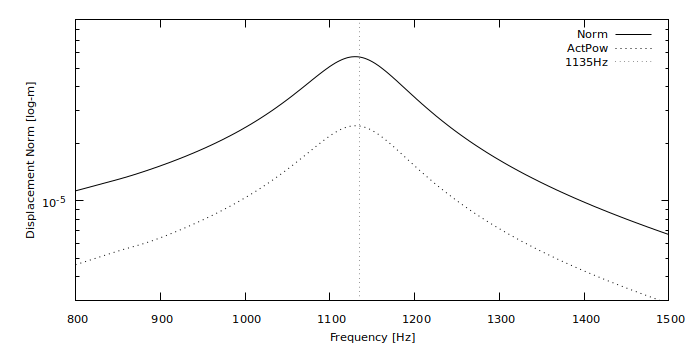 Norm
ActPow
1135Hz
Displacement Norm [log-m]
10-5
800 900 1000 1100 1200 1300 1400 1500
Frequency [Hz]